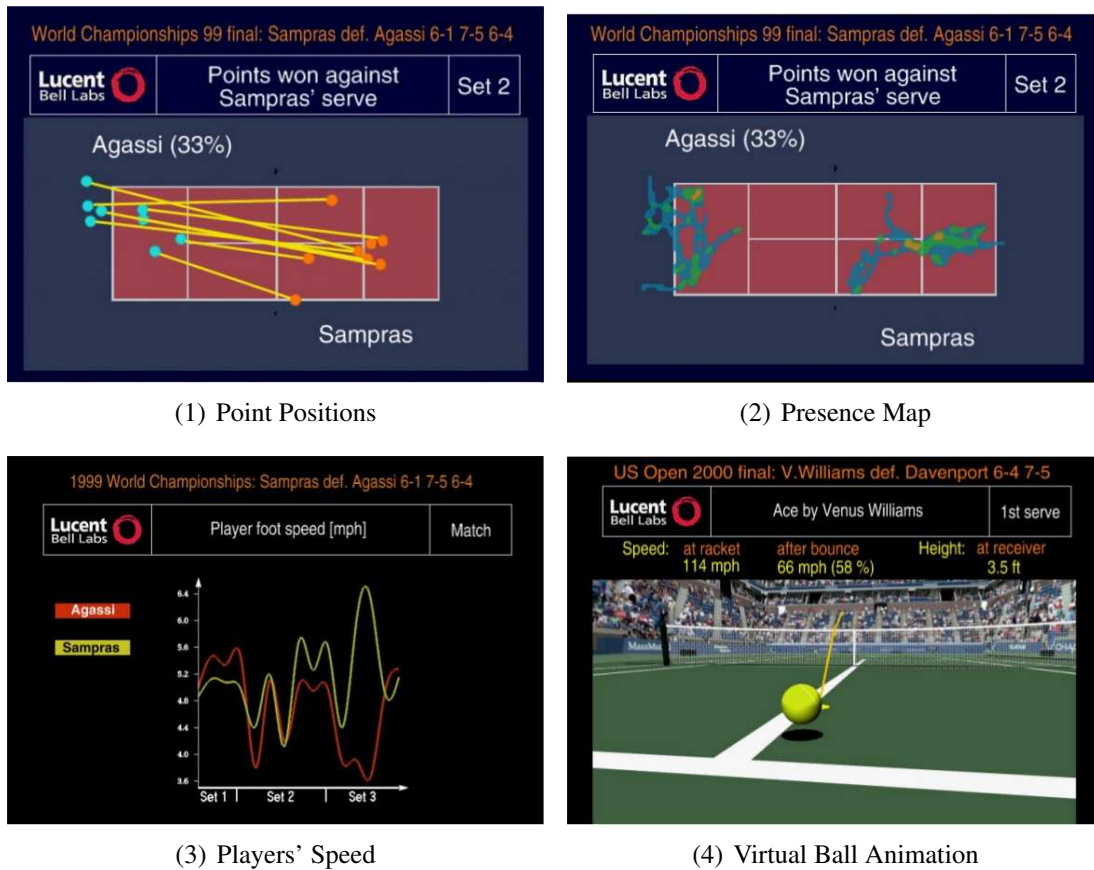 World Championships 99 final: Sampras def. Agassi 6-1 7-5 6-4
Lucent
Bell Labs
Points won against
Sampras' serve
Set 2
Agassi (33%)
Sampras
(1) Point Positions
World Championships 99 final: Sampras def. Agassi 6-1 7-5 6-4
Lucent
Bell Labs
Points won against
Sampras' serve
Set 2
Agassi (33%)
Sampras
(2) Presence Map
1999 World Championships: Sampras def. Agassi 6-1 7-5 6-4
Lucent
Bell Labs
Player foot speed [mph]
Match
Agassi
Sampras
6.4
6.0
5.6
5.2
4.8
4.4
4.0
3.6
Set 1 Set 2 Set 3
(3) Players' Speed
US Open 2000 final: V.Williams def. Davenport 6-4 7-5
Lucent
Bell Labs
Ace by Venus Williams
1st serve
Speed: at racket after bounce Height: at receiver
114 mph 66 mph (58 %) 3.5 ft
(4) Virtual Ball Animation